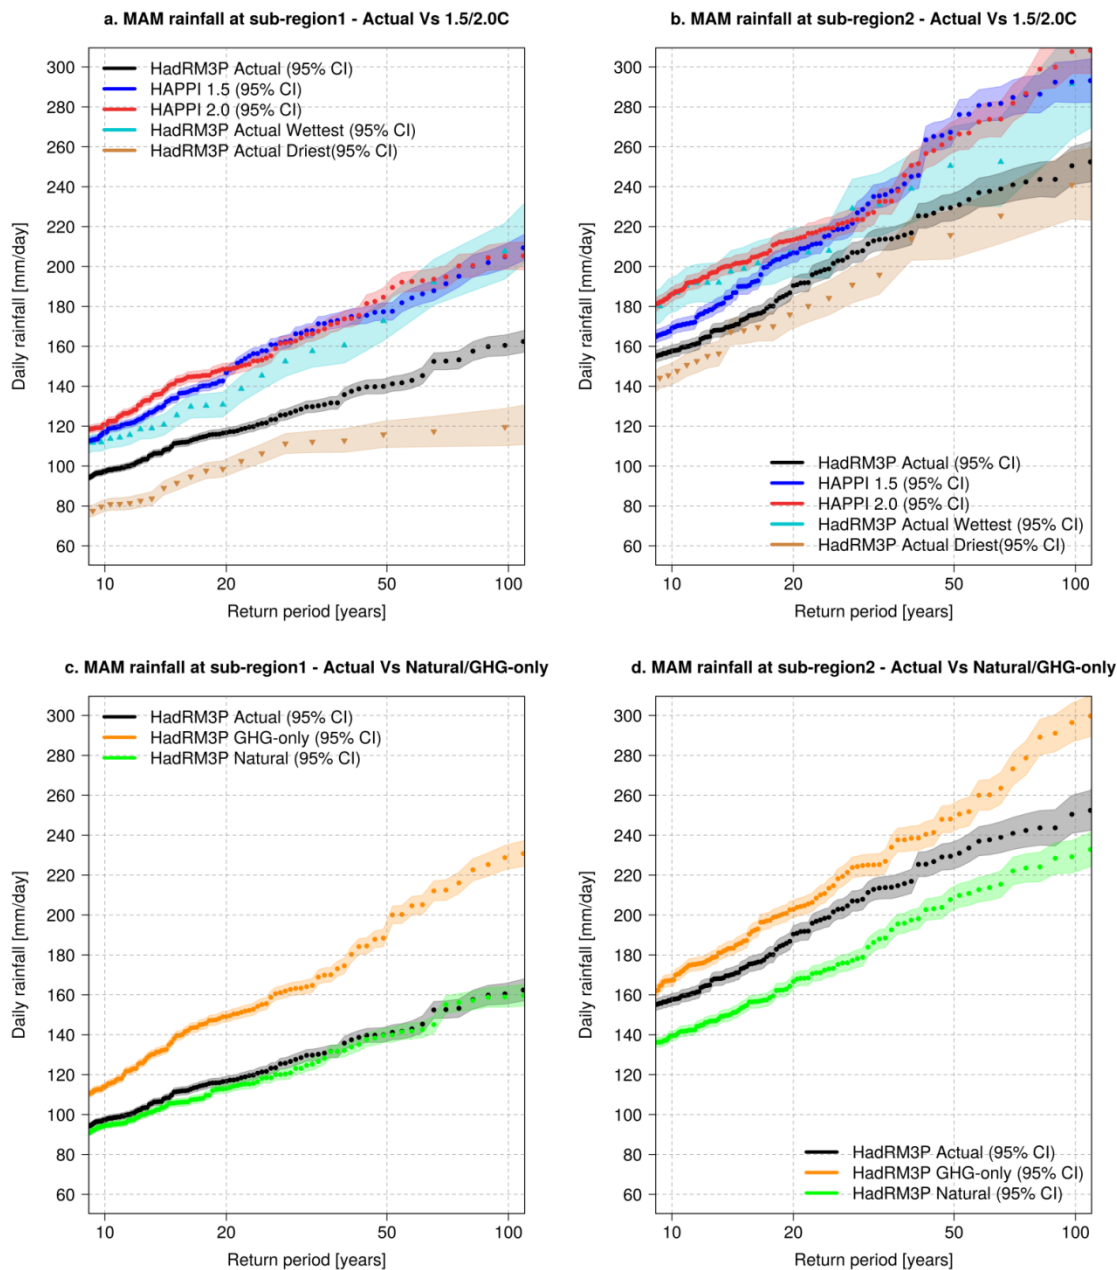 a. MAM rainfall at sub-region1 - Actual Vs 1.5/2.0C
Daily rainfall [mm/day]
300
280
260
240
220
200
180
160
140
120
100
80
60
HadRM3P Actual (95% CI)
HAPPI 1.5 (95% CI)
HAPPI 2.0 (95% CI)
HadRM3P Actual Wettest (95% CI)
HadRM3P Actual Driest(95% CI)
10 20 50 100
Return period [years]
b. MAM rainfall at sub-region2 - Actual Vs 1.5/2.0C
Daily rainfall [mm/day]
300
280
260
240
220
200
180
160
140
120
100
80
60
HadRM3P Actual (95% CI)
HAPPI 1.5 (95% CI)
HAPPI 2.0 (95% CI)
HadRM3P Actual Wettest (95% CI)
HadRM3P Actual Driest(95% CI)
10 20 50 100
Return period [years]
c. MAM rainfall at sub-region1 - Actual Vs Natural/GHG-only
Daily rainfall [mm/day]
300
280
260
240
220
200
180
160
140
120
100
80
60
HadRM3P Actual (95% CI)
HadRM3P GHG-only (95% CI)
HadRM3P Natural (95% CI)
10 20 50 100
Return period [years]
d. MAM rainfall at sub-region2 - Actual Vs Natural/GHG-only
Daily rainfall [mm/day]
300
280
260
240
220
200
180
160
140
120
100
80
60
HadRM3P Actual (95% CI)
HadRM3P GHG-only (95% CI)
HadRM3P Natural (95% CI)
10 20 50 100
Return period [years]